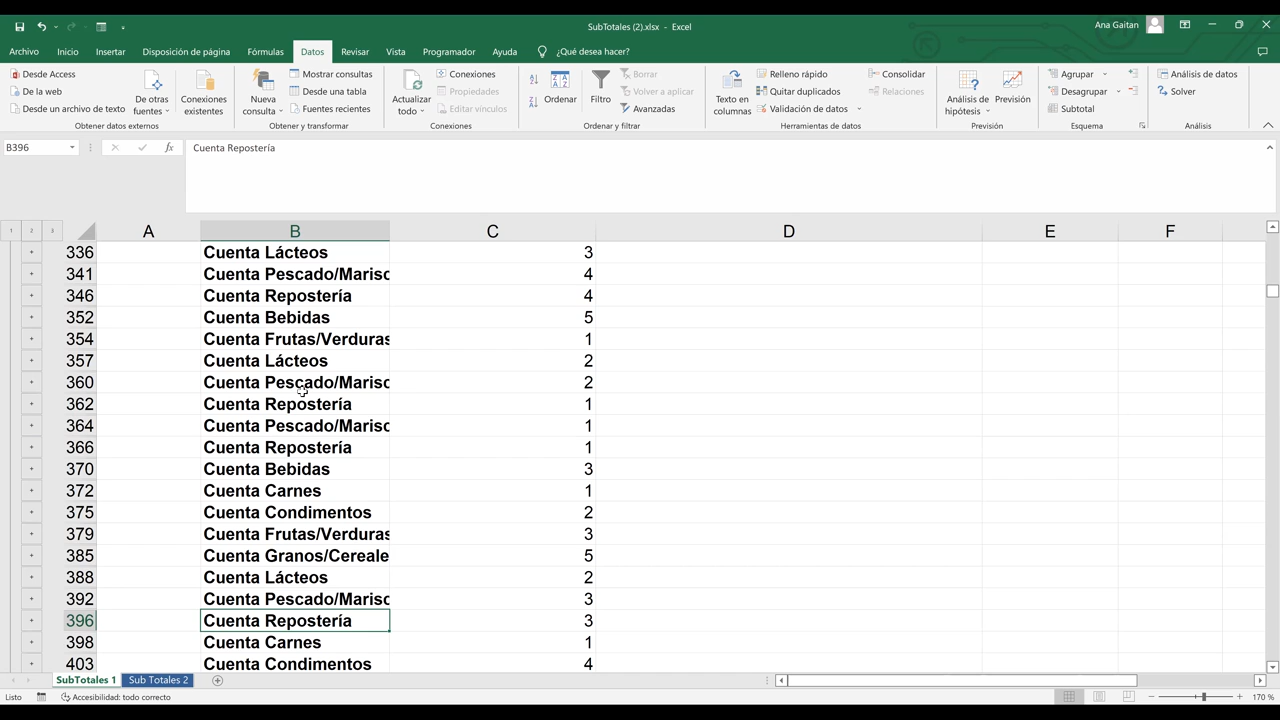 SubTotales (2).xlsx - Excel
Ana Gaitan
Archivo Inicio Insertar Disposición de página Fórmulas Datos Revisar Vista Programador Ayuda ¿Qué desea hacer?
Desde Access
De la web
Desde un archivo de texto
De otras fuentes
Conexiones existentes
Obtener datos externos
Nueva consulta
Mostrar consultas
Desde una tabla
Fuentes recientes
Obtener y transformar
Actualizar todo
Conexiones
Propiedades
Editar vínculos
Conexiones
Ordenar
Filtro
Borrar
Volver a aplicar
Avanzadas
Ordenar y filtrar
Texto en columnas
Relleno rápido
Quitar duplicados
Validación de datos
Consolidar
Relaciones
Herramientas de datos
Análisis de hipótesis
Previsión
Previsión
Agrupar
Desagrupar
Subtotal
Esquema
Análisis de datos
Solver
Análisis
B396 fx Cuenta Repostería
1 2 3 A B C D E F
336 Cuenta Lácteos 3
341 Cuenta Pescado/Marisc 4
346 Cuenta Repostería 4
352 Cuenta Bebidas 5
354 Cuenta Frutas/Verduras 1
357 Cuenta Lácteos 2
360 Cuenta Pescado/Marisc 2
362 Cuenta Repostería 1
364 Cuenta Pescado/Marisc 1
366 Cuenta Repostería 1
370 Cuenta Bebidas 3
372 Cuenta Carnes 1
375 Cuenta Condimentos 2
379 Cuenta Frutas/Verduras 3
385 Cuenta Granos/Cereale 5
388 Cuenta Lácteos 2
392 Cuenta Pescado/Marisc 3
396 Cuenta Repostería 3
398 Cuenta Carnes 1
403 Cuenta Condimentos 4
SubTotales 1 Sub Totales 2
Listo Accesibilidad: todo correcto 170 %